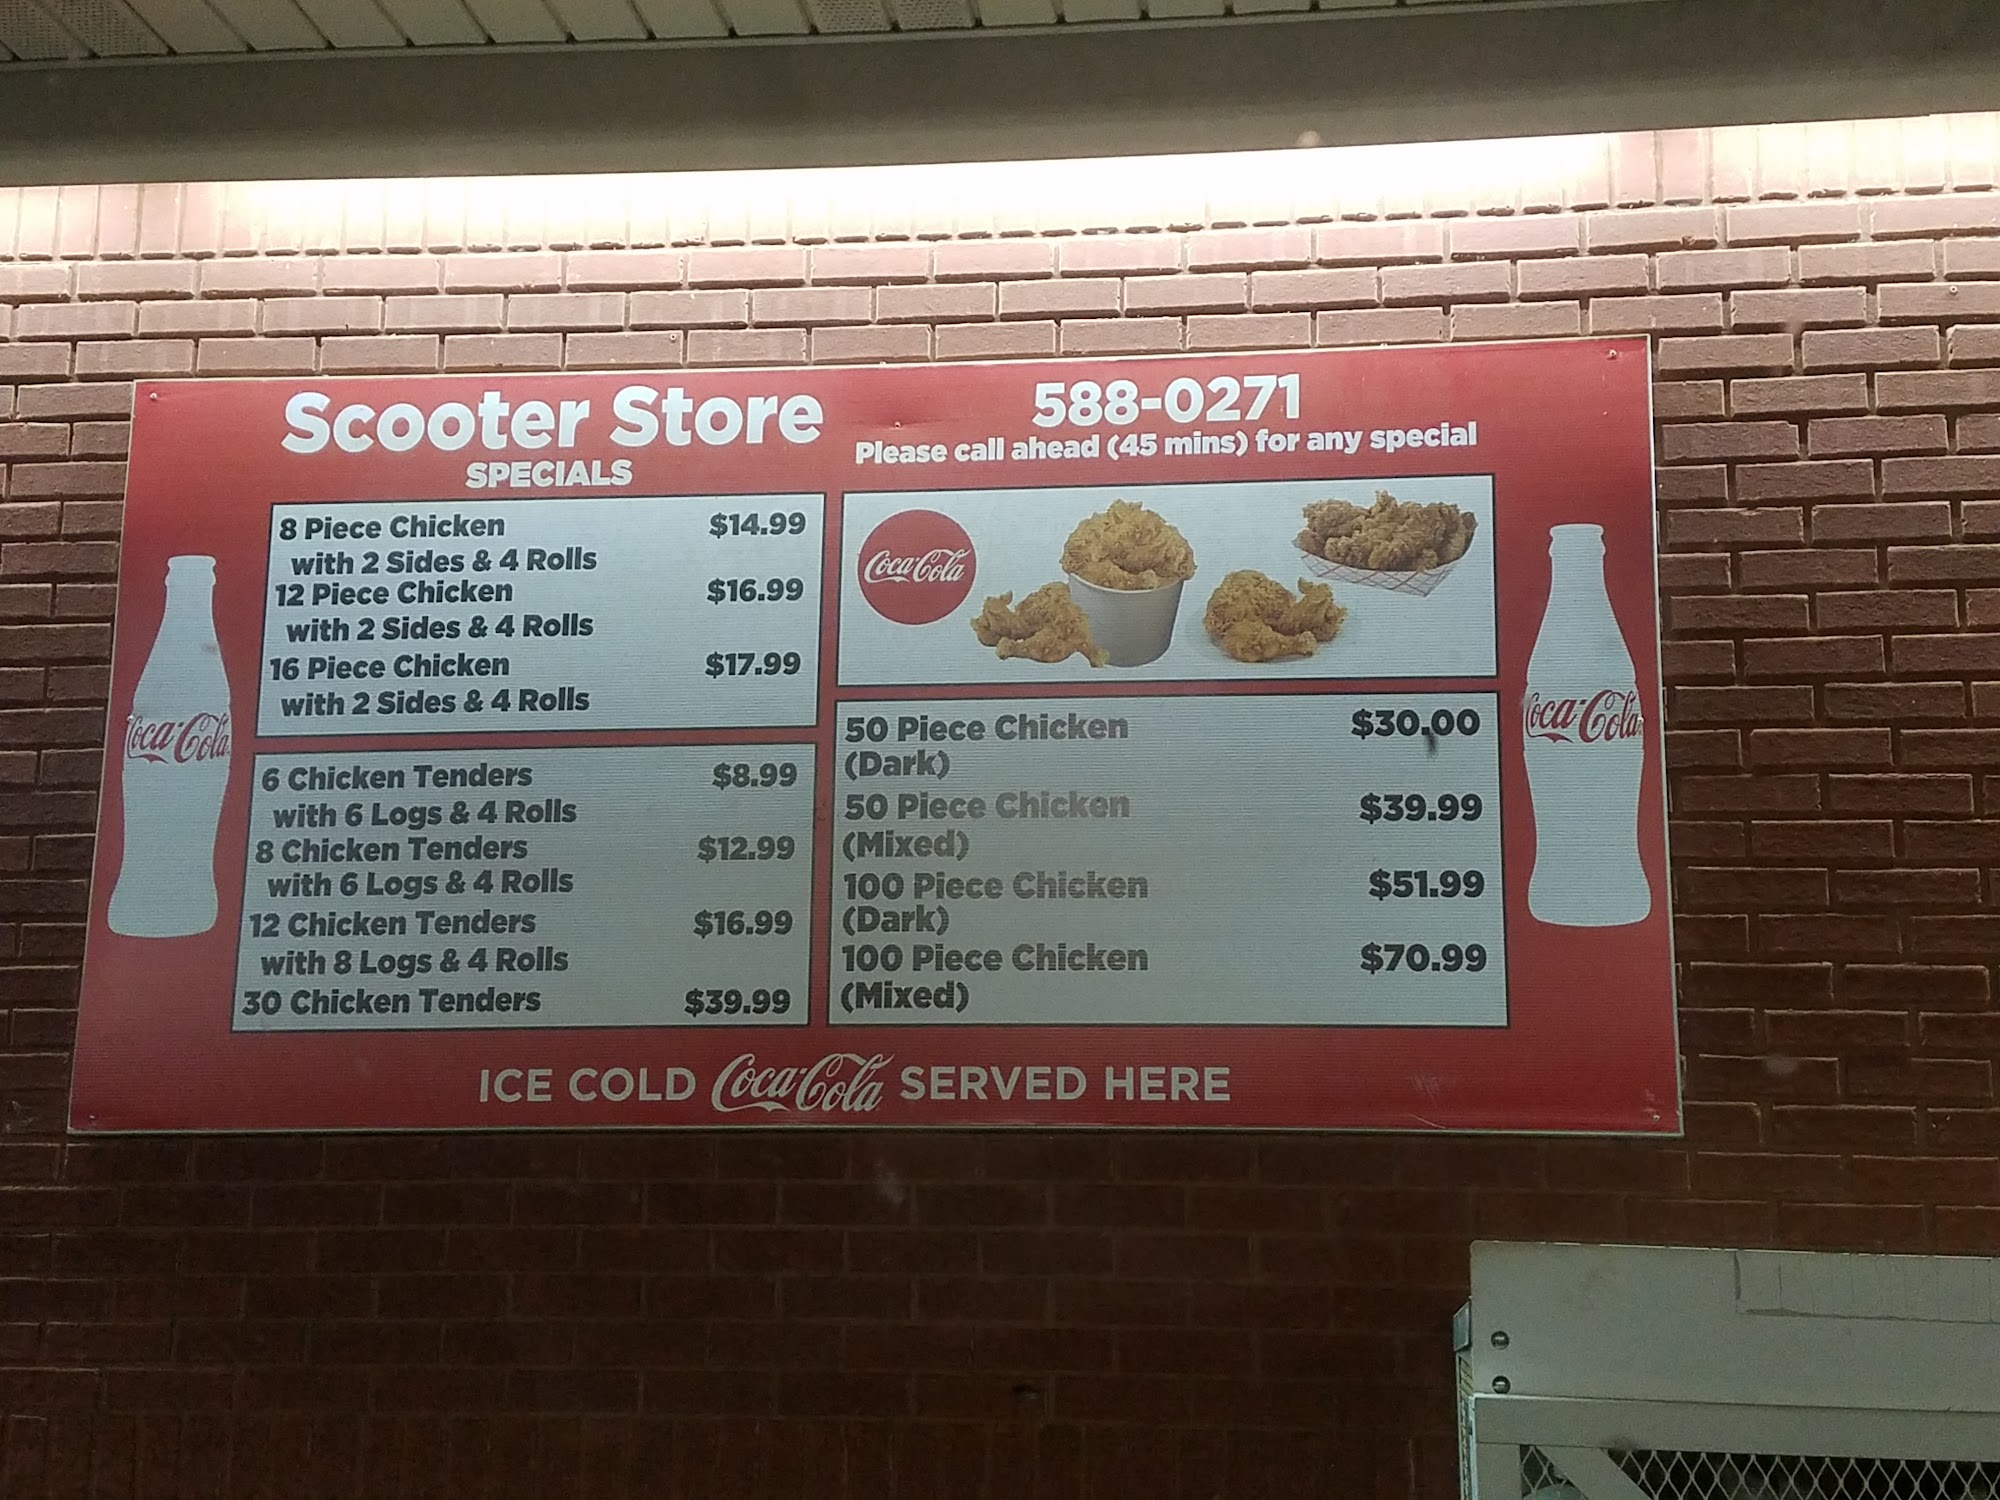 Scooter Store
SPECIALS
588-0271
Please call ahead (45 mins) for any special
8 Piece Chicken $14.99
with 2 Sides & 4 Rolls
12 Piece Chicken $16.99
with 2 Sides & 4 Rolls
16 Piece Chicken $17.99
with 2 Sides & 4 Rolls
6 Chicken Tenders $8.99
with 6 Logs & 4 Rolls
8 Chicken Tenders $12.99
with 6 Logs & 4 Rolls
12 Chicken Tenders $16.99
with 8 Logs & 4 Rolls
30 Chicken Tenders $39.99
Coca-Cola
50 Piece Chicken $30.00
(Dark)
50 Piece Chicken $39.99
(Mixed)
100 Piece Chicken $51.99
(Dark)
100 Piece Chicken $70.99
(Mixed)
Coca-Cola
Coca-Cola
ICE COLD Coca-Cola SERVED HERE